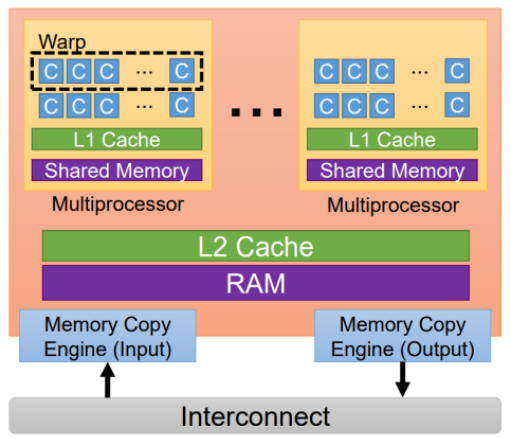 Warp
C C C ... C
C C C ... C
L1 Cache
Shared Memory
Multiprocessor
...
C C C ... C
C C C ... C
L1 Cache
Shared Memory
Multiprocessor
L2 Cache
RAM
Memory Copy
Engine (Input)
Memory Copy
Engine (Output)
Interconnect